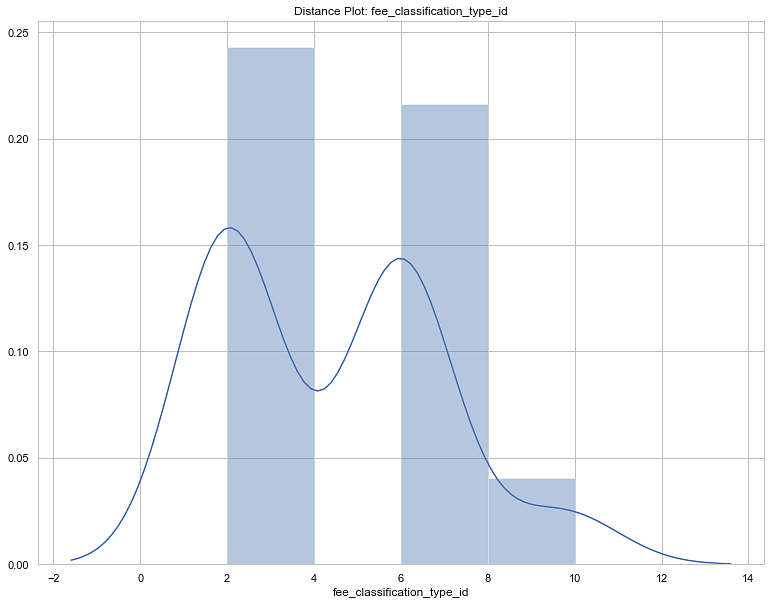 Distance Plot: fee_classification_type_id
0.25
0.20
0.15
0.10
0.05
0.00
−2 0 2 4 6 8 10 12 14
fee_classification_type_id